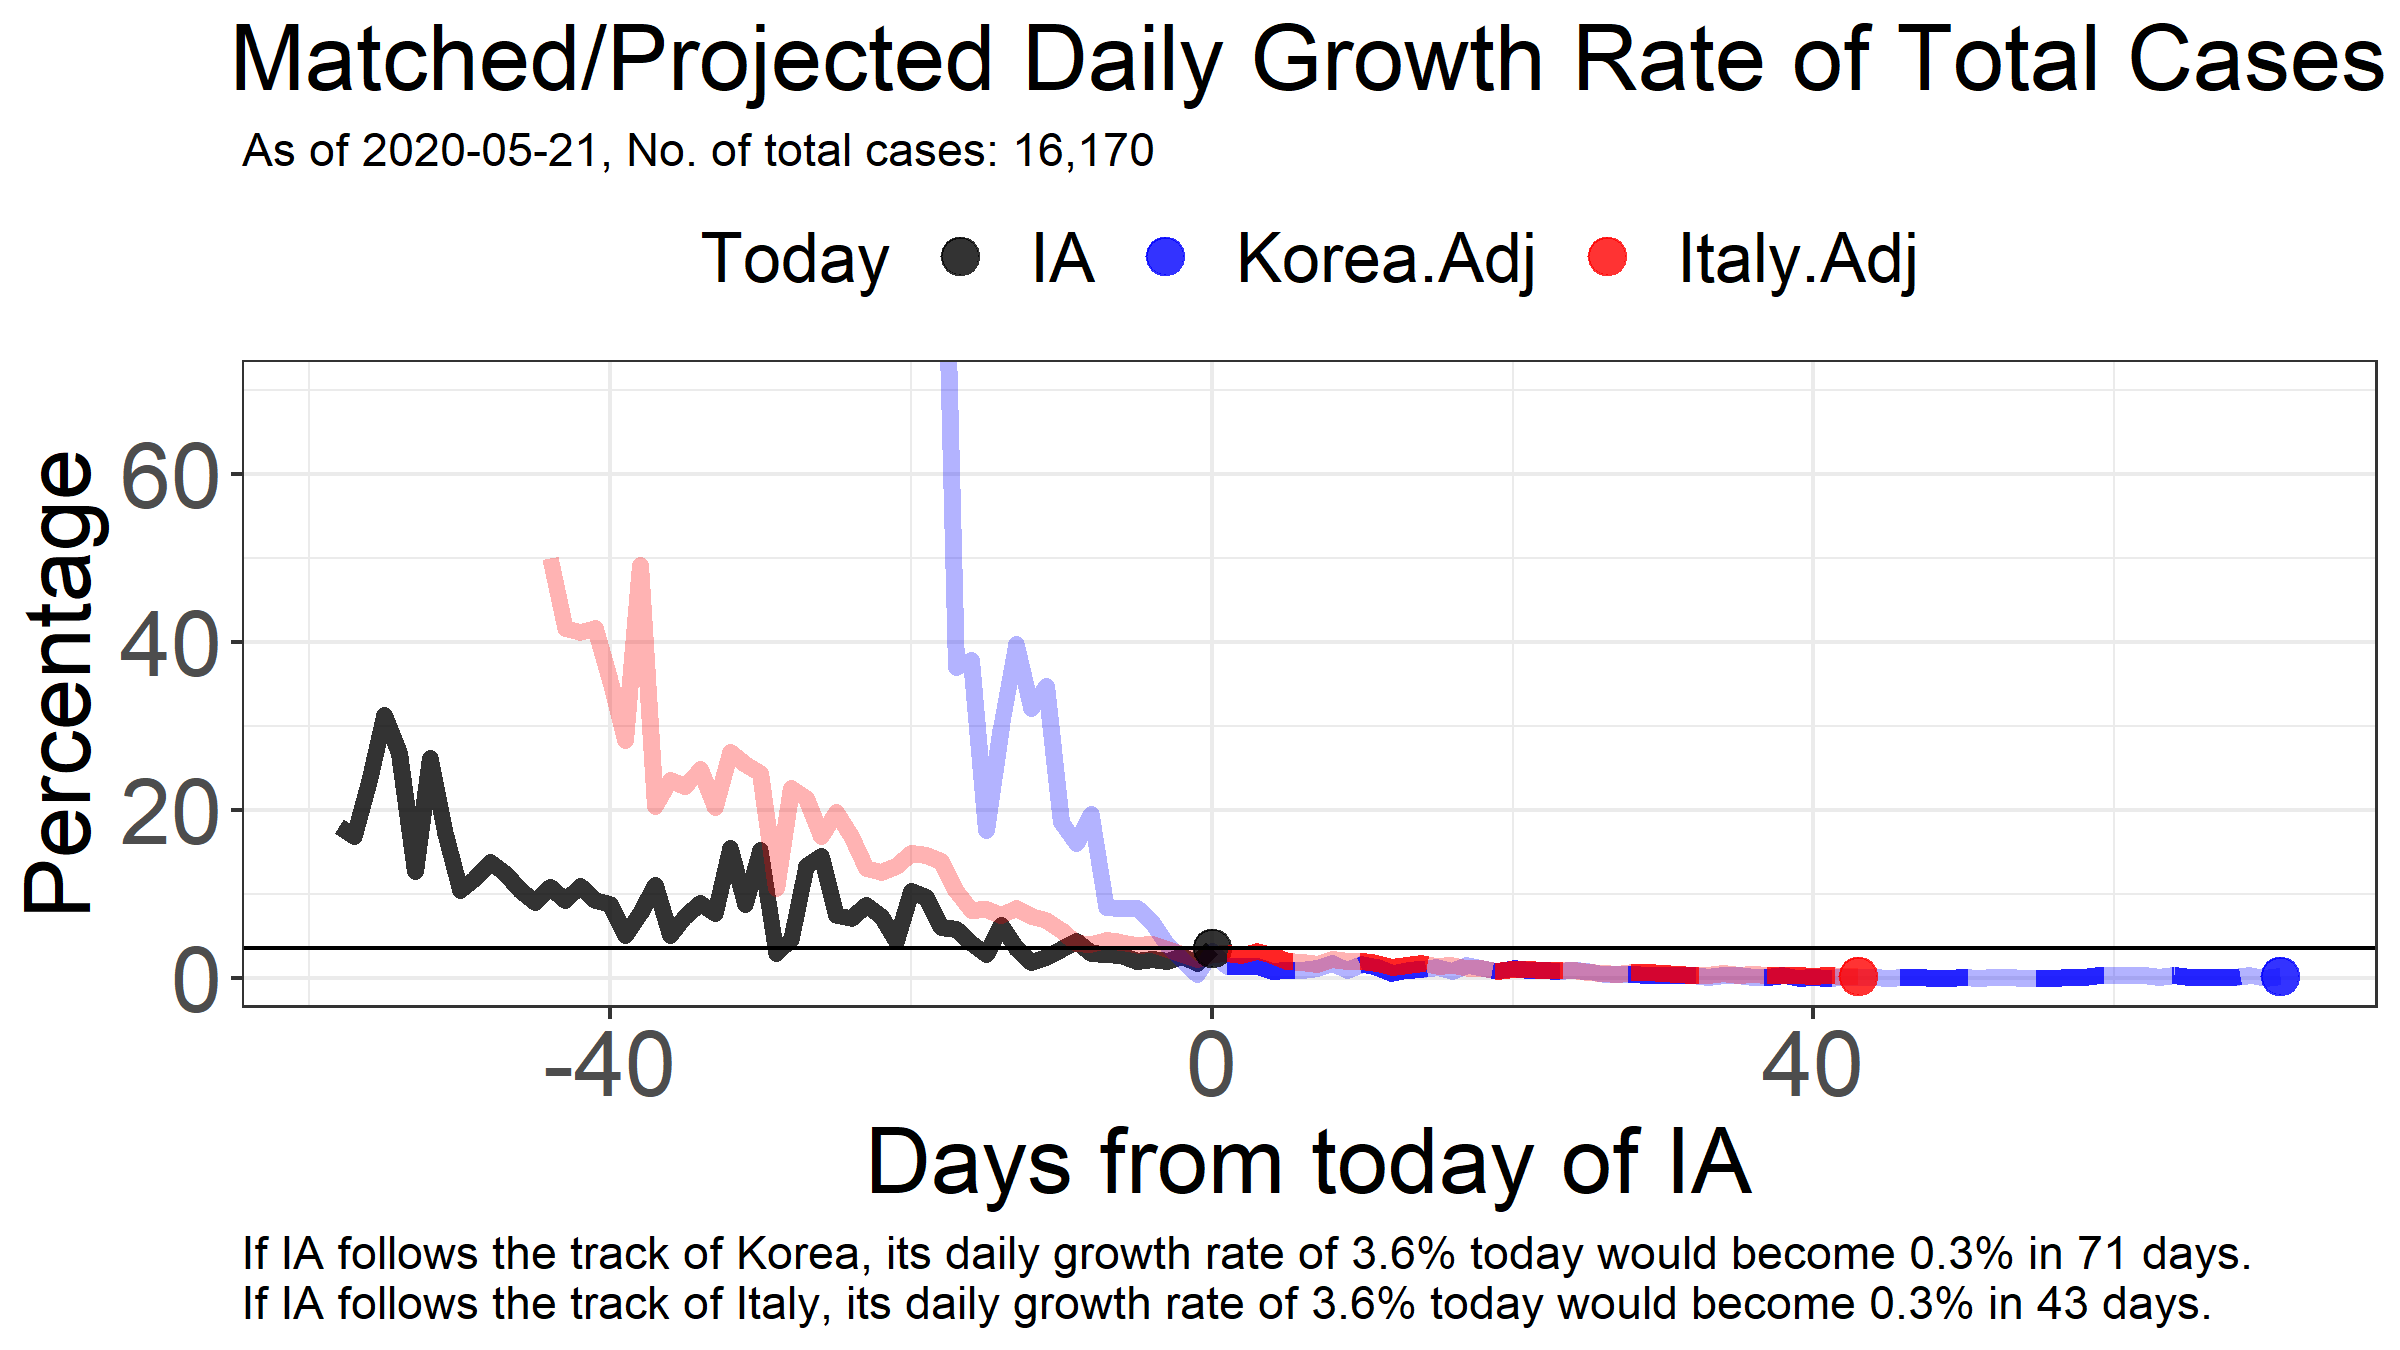 Matched/Projected Daily Growth Rate of Total Cases
As of 2020-05-21, No. of total cases: 16,170
Today IA Korea.Adj Italy.Adj
Percentage
60
40
20
0
-40 0 40
Days from today of IA
If IA follows the track of Korea, its daily growth rate of 3.6% today would become 0.3% in 71 days.
If IA follows the track of Italy, its daily growth rate of 3.6% today would become 0.3% in 43 days.